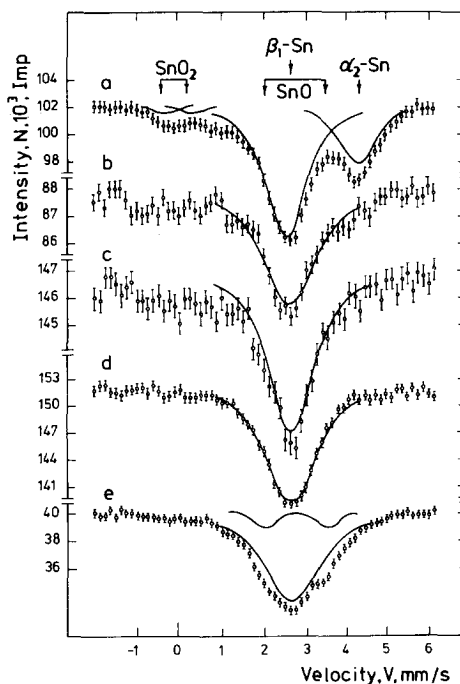 β₁-Sn α₂-Sn
SnO₂ SnO
Intensity, N, 10³, Imp
a
104
102
100
98
b
88
87
86
c
147
146
145
d
153
150
147
144
141
e
40
38
36
-1 0 1 2 3 4 5 6
Velocity, V, mm/s